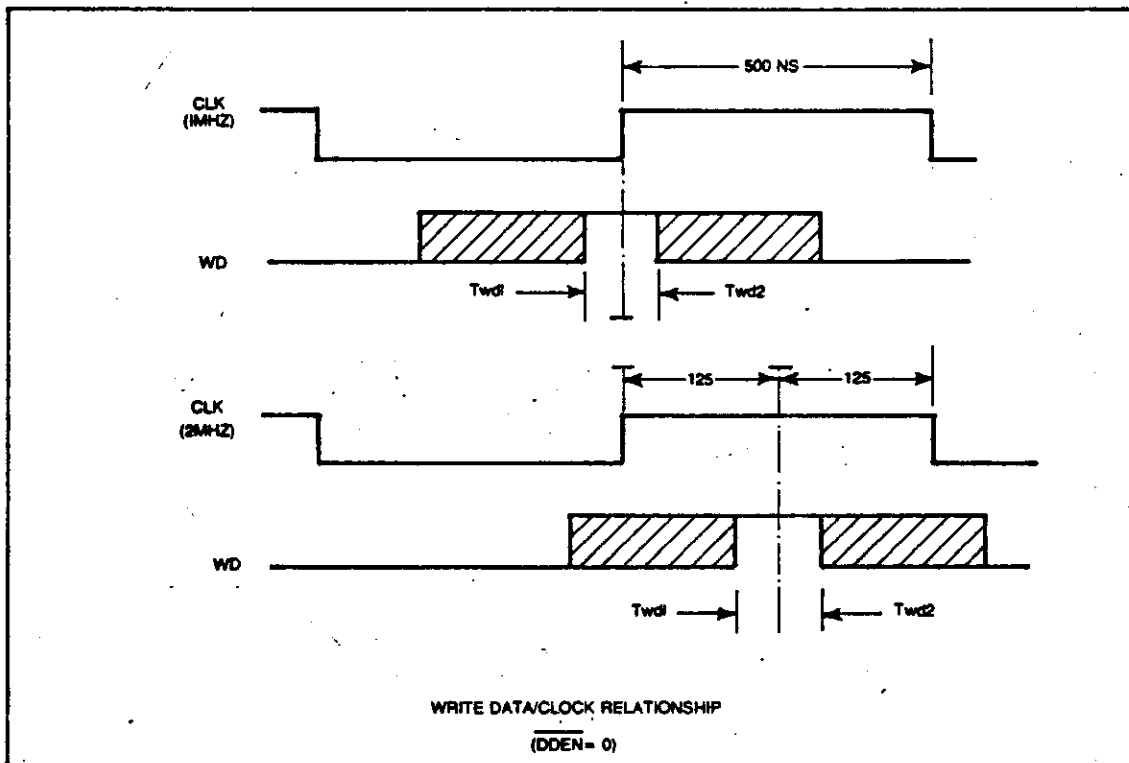 500 NS
CLK
(1MHZ)
WD
Twd1
Twd2
125
125
CLK
(2MHZ)
WD
Twd1
Twd2
WRITE DATA/CLOCK RELATIONSHIP
(DDEN= 0)